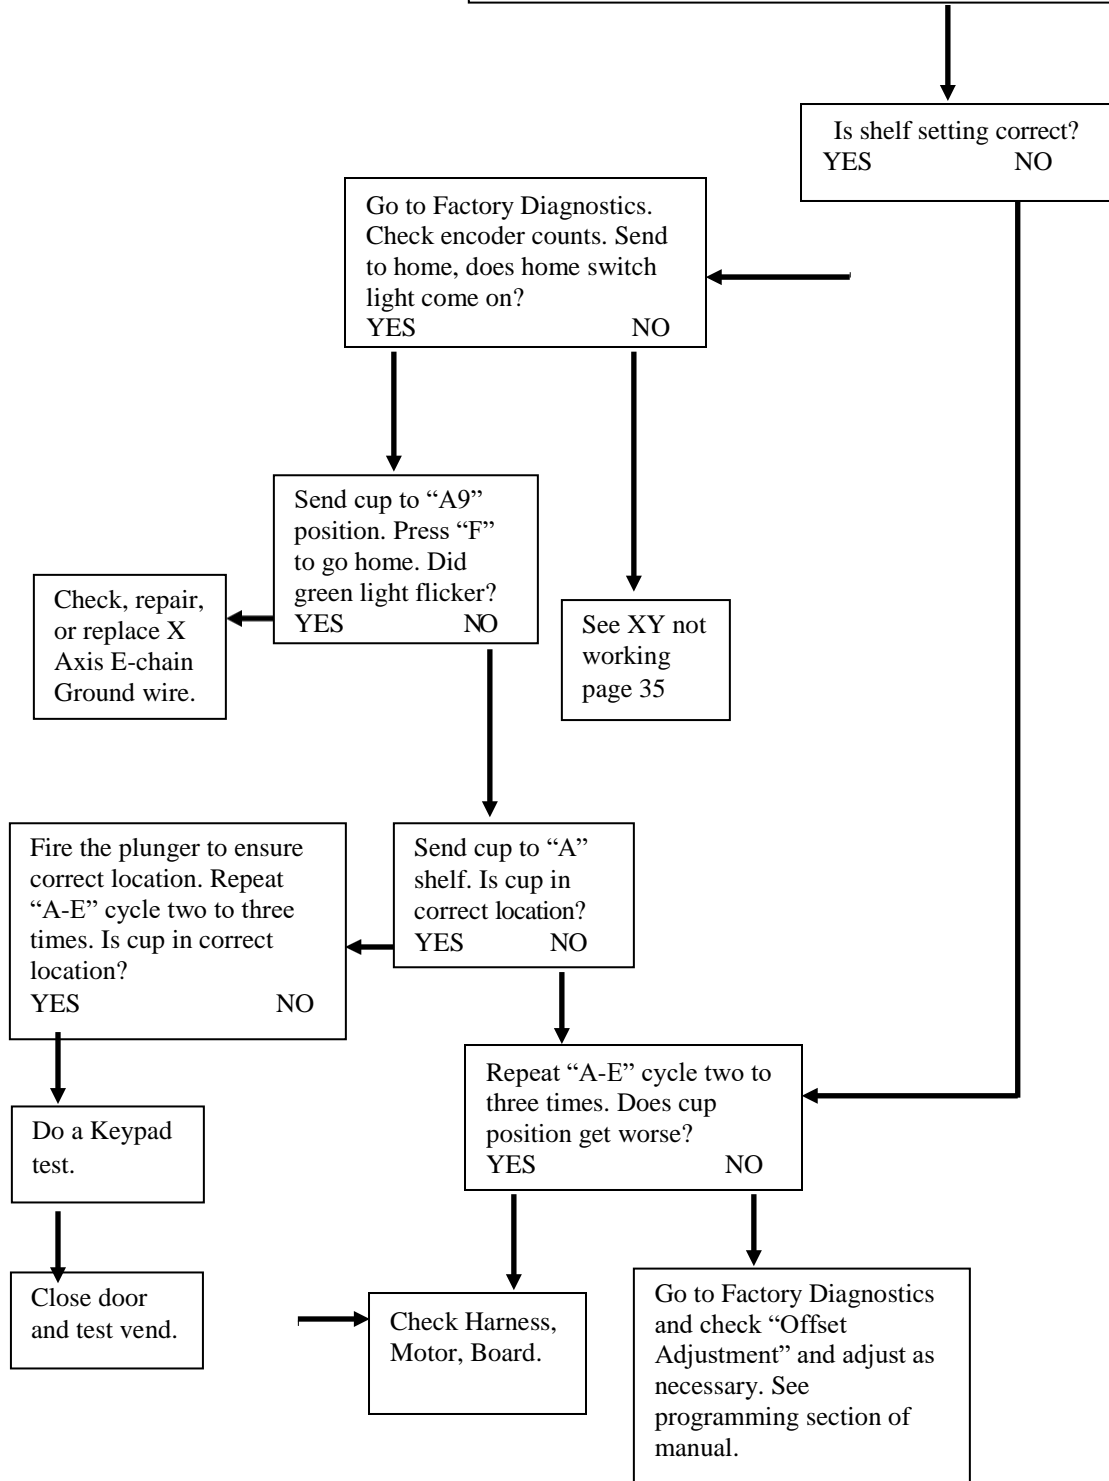 Is shelf setting correct?
YES NO
Go to Factory Diagnostics.
Check encoder counts. Send
to home, does home switch
light come on?
YES NO
Send cup to “A9”
position. Press “F”
to go home. Did
green light flicker?
YES NO
Check, repair,
or replace X
Axis E-chain
Ground wire.
See XY not
working
page 35
Fire the plunger to ensure
correct location. Repeat
“A-E” cycle two to three
times. Is cup in correct
location?
YES NO
Send cup to “A”
shelf. Is cup in
correct location?
YES NO
Repeat “A-E” cycle two to
three times. Does cup
position get worse?
YES NO
Do a Keypad
test.
Close door
and test vend.
Check Harness,
Motor, Board.
Go to Factory Diagnostics
and check “Offset
Adjustment” and adjust as
necessary. See
programming section of
manual.